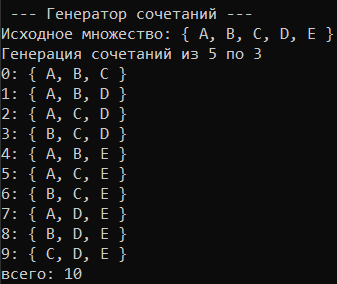 --- Генератор сочетаний ---
Исходное множество: { A, B, C, D, E }
Генерация сочетаний из 5 по 3
0: { A, B, C }
1: { A, B, D }
2: { A, C, D }
3: { B, C, D }
4: { A, B, E }
5: { A, C, E }
6: { B, C, E }
7: { A, D, E }
8: { B, D, E }
9: { C, D, E }
всего: 10